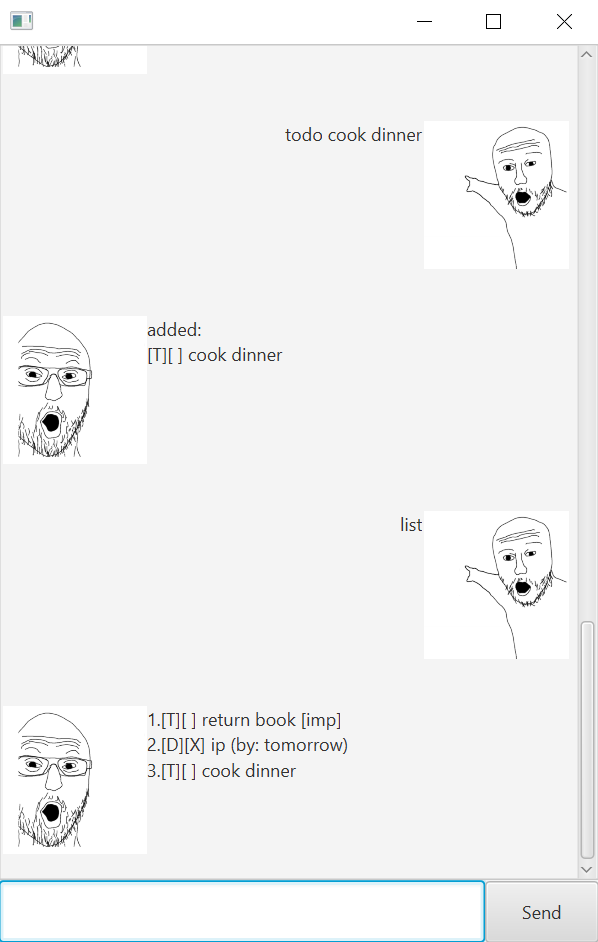 todo cook dinner
added:
[T][ ] cook dinner
list
1.[T][ ] return book [imp]
2.[D][X] ip (by: tomorrow)
3.[T][ ] cook dinner
Send